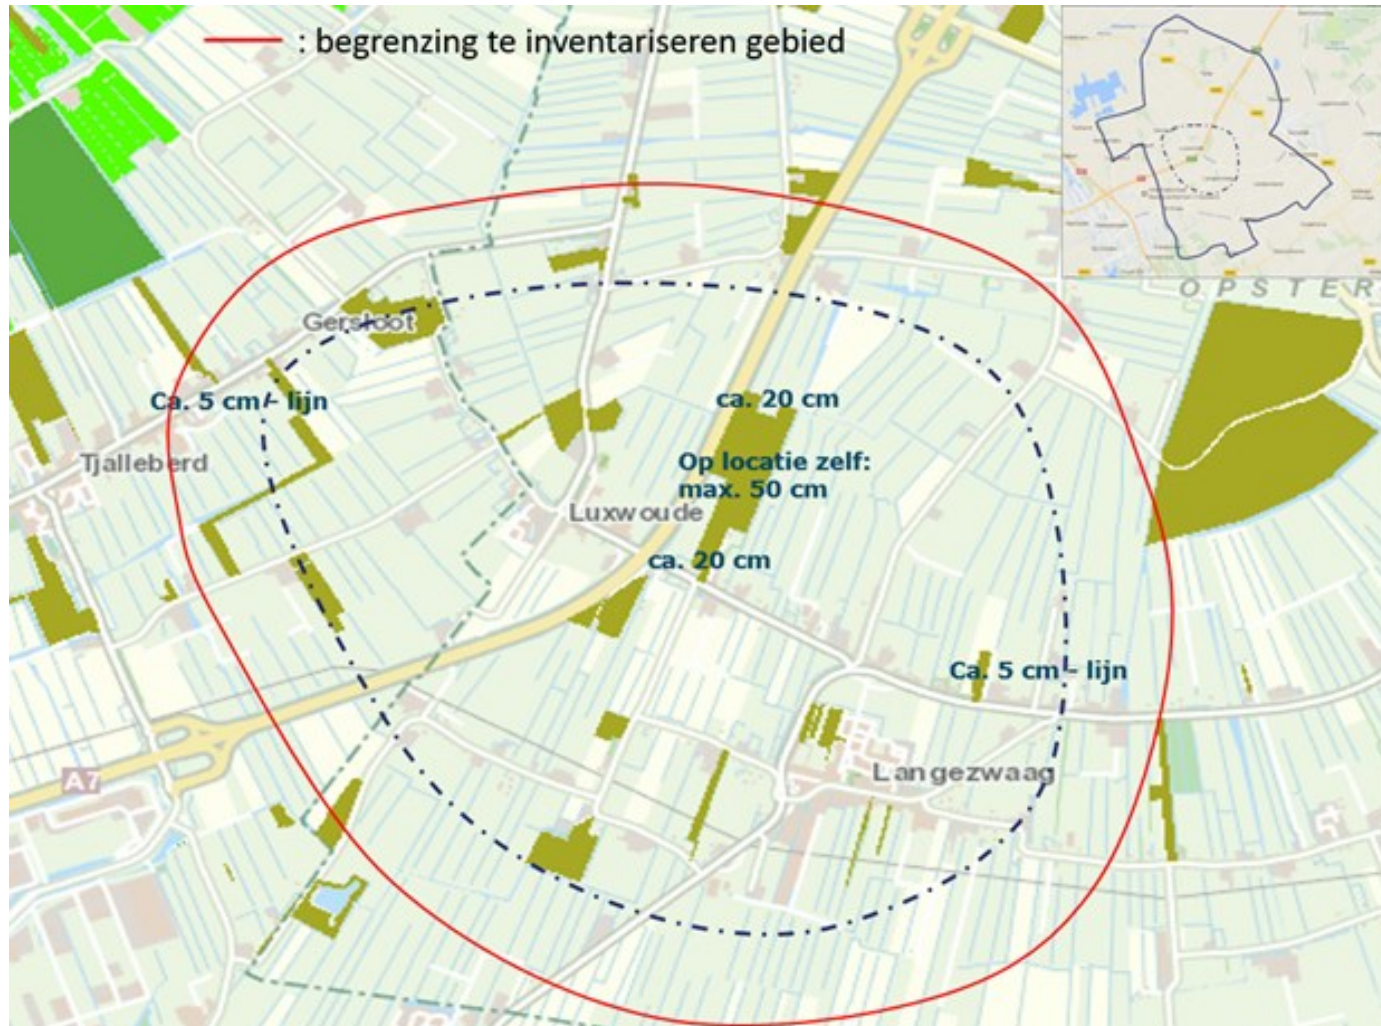 : begrenzing te inventariseren gebied
OPSTER
Gersloot
Ca. 5 cm - lijn
ca. 20 cm
Tjalleberd
Op locatie zelf:
max. 50 cm
Luxwoude
ca. 20 cm
Ca. 5 cm - lijn
A7
Langezwaag